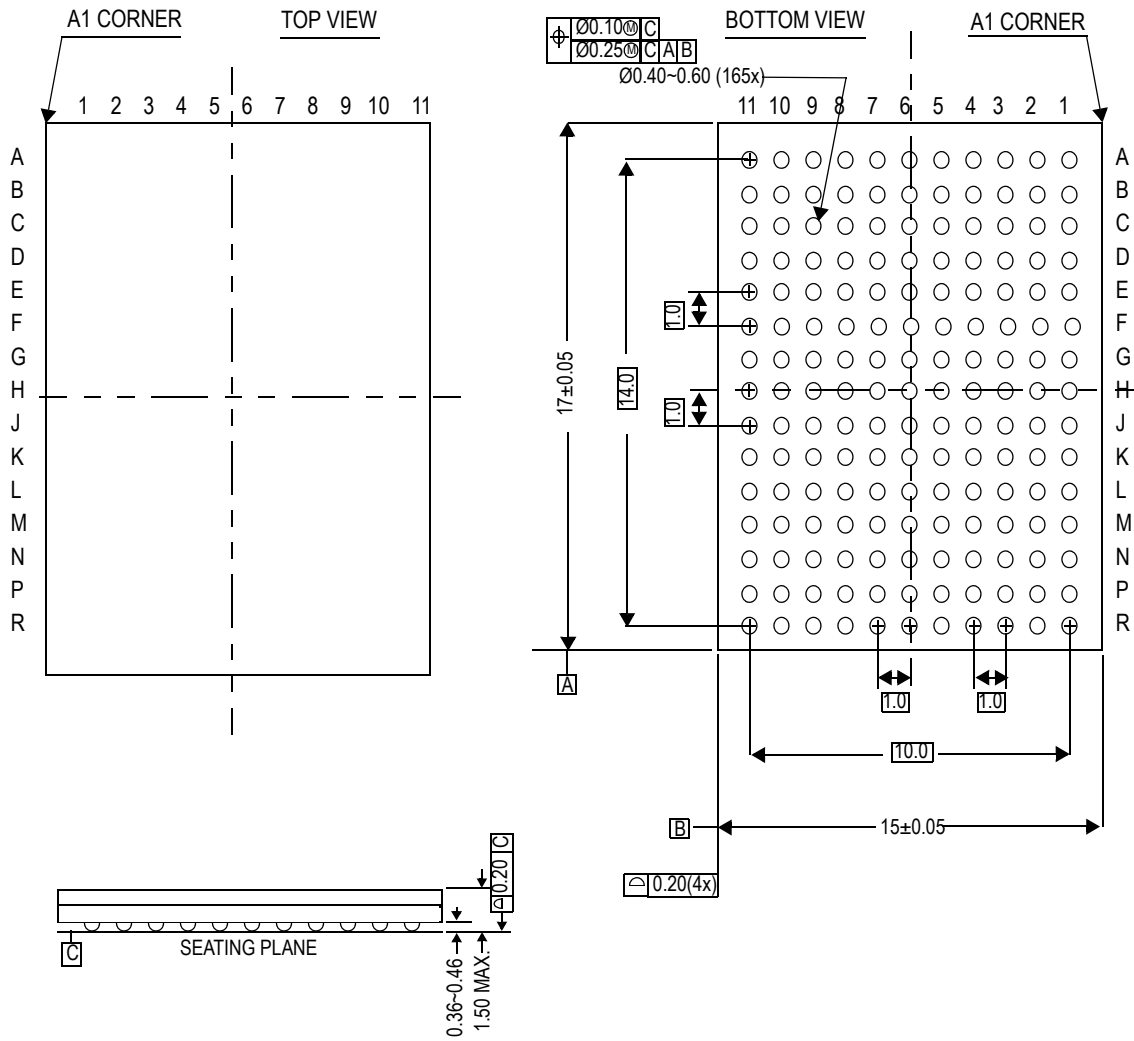 A1 CORNER
TOP VIEW
BOTTOM VIEW
A1 CORNER
Ø0.10Ⓜ C
Ø0.25Ⓜ C A B
Ø0.40~0.60 (165x)
1 2 3 4 5 6 7 8 9 10 11
11 10 9 8 7 6 5 4 3 2 1
A
B
C
D
E
F
G
H
J
K
L
M
N
P
R
A
B
C
D
E
F
G
H
J
K
L
M
N
P
R
1.0
1.0
14.0
17±0.05
A
1.0
1.0
10.0
B
15±0.05
0.20(4x)
0.20 C
C
SEATING PLANE
0.36~0.46
1.50 MAX.